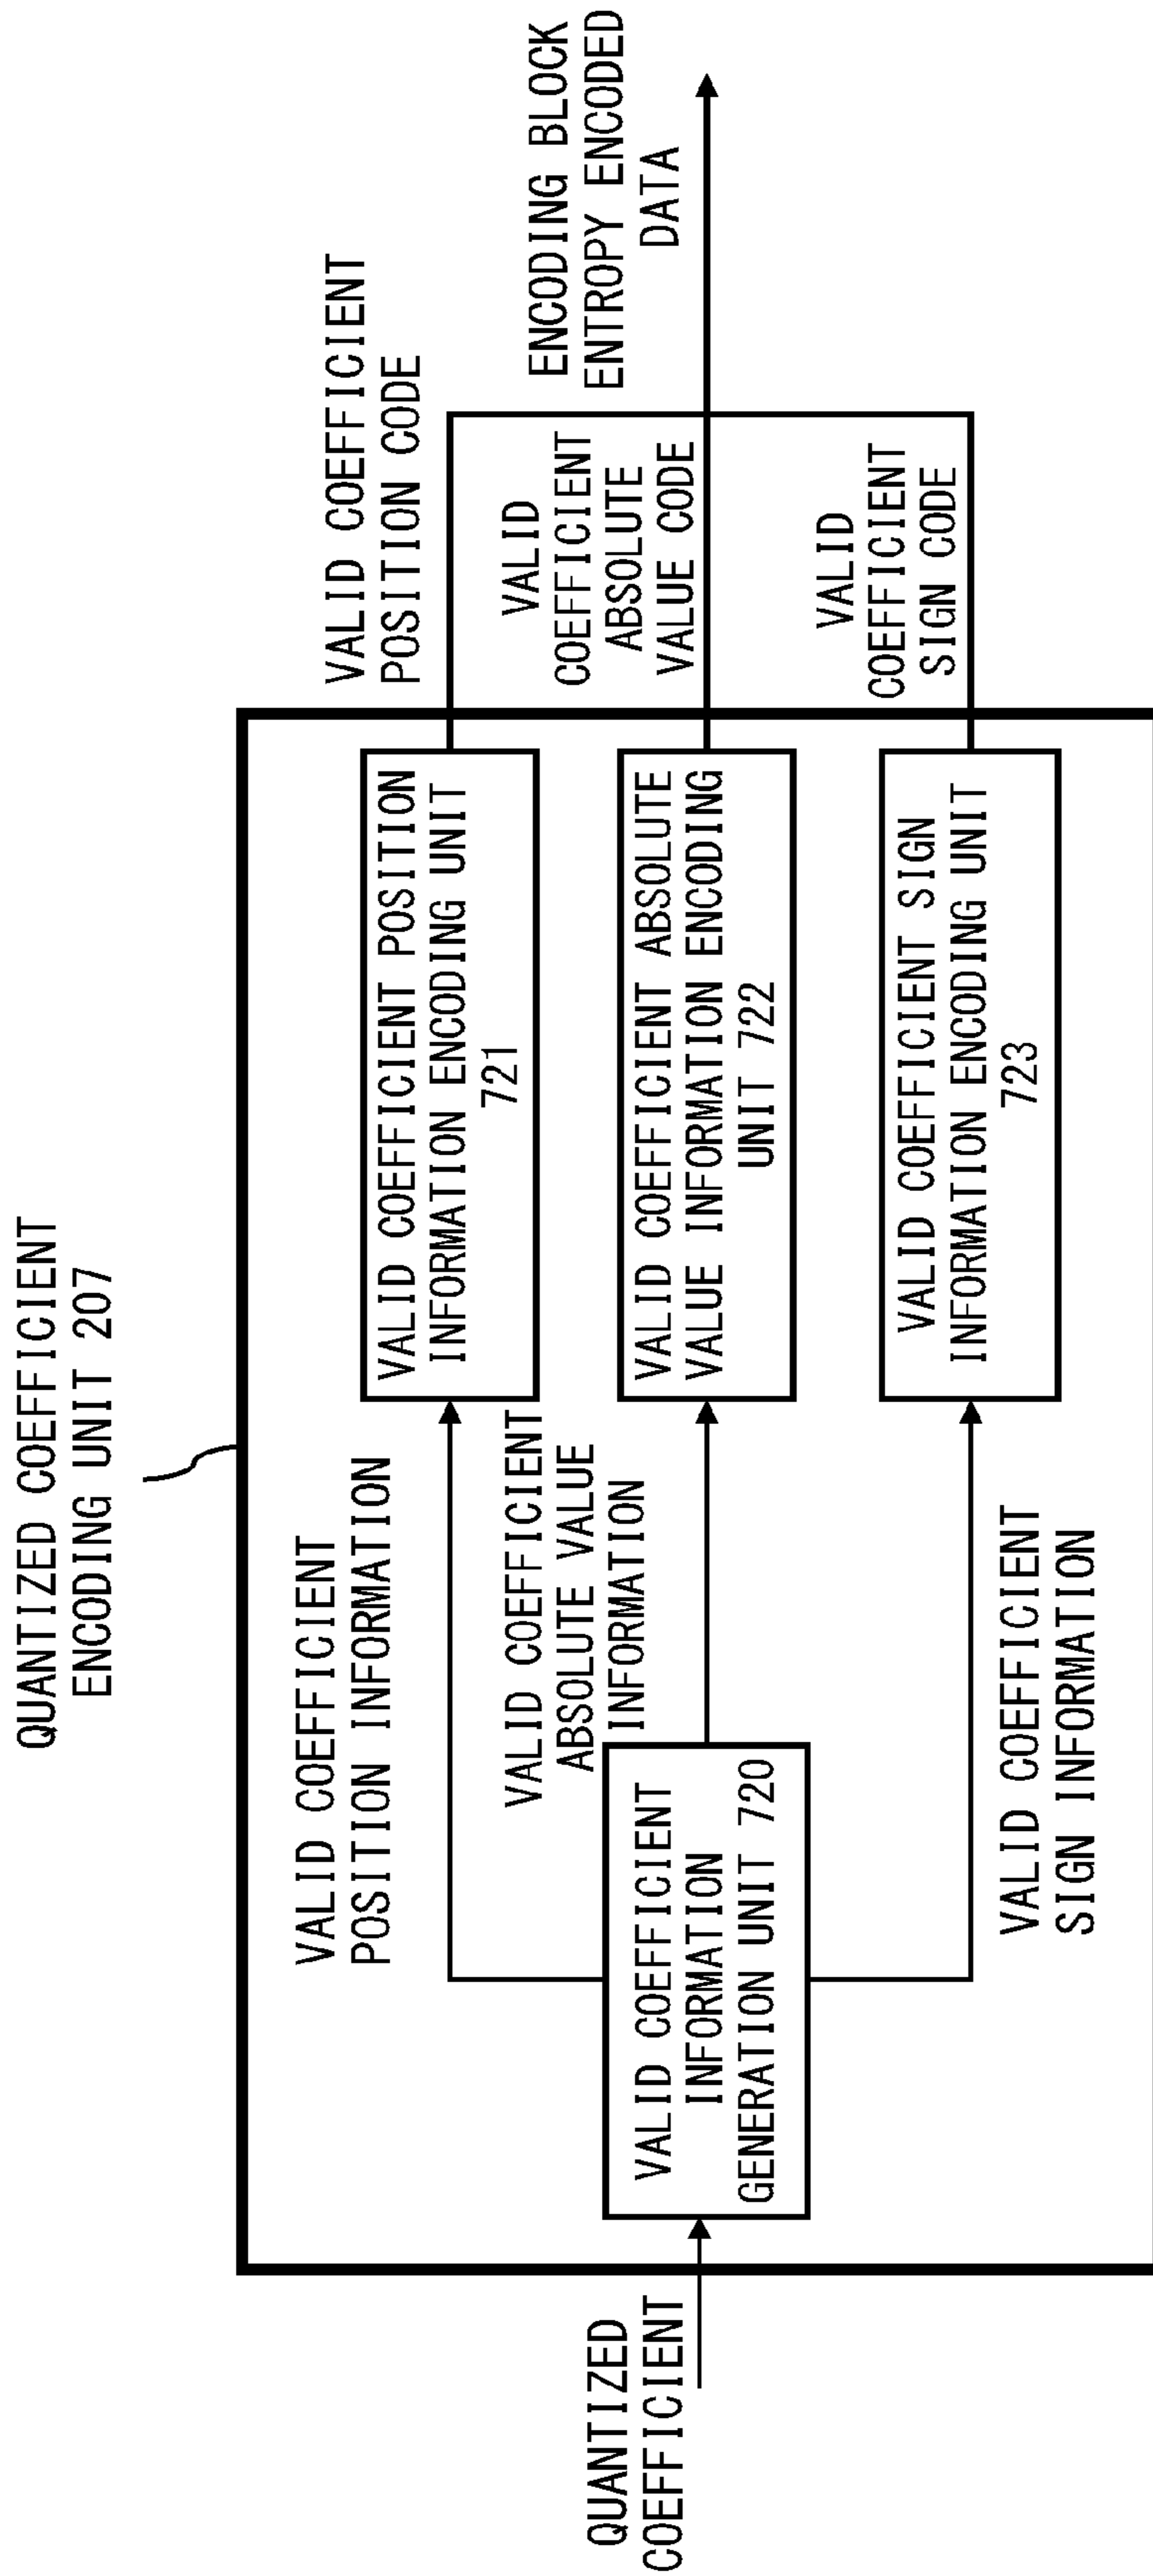 QUANTIZED COEFFICIENT
ENCODING UNIT 207
QUANTIZED
COEFFICIENT
VALID COEFFICIENT
INFORMATION
GENERATION UNIT 720
VALID COEFFICIENT
POSITION INFORMATION
VALID COEFFICIENT
ABSOLUTE VALUE
INFORMATION
VALID COEFFICIENT
SIGN INFORMATION
VALID COEFFICIENT POSITION
INFORMATION ENCODING UNIT
721
VALID COEFFICIENT ABSOLUTE
VALUE INFORMATION ENCODING
UNIT 722
VALID COEFFICIENT SIGN
INFORMATION ENCODING UNIT
723
VALID COEFFICIENT
POSITION CODE
VALID
COEFFICIENT
ABSOLUTE
VALUE CODE
VALID
COEFFICIENT
SIGN CODE
ENCODING BLOCK
ENTROPY ENCODED
DATA